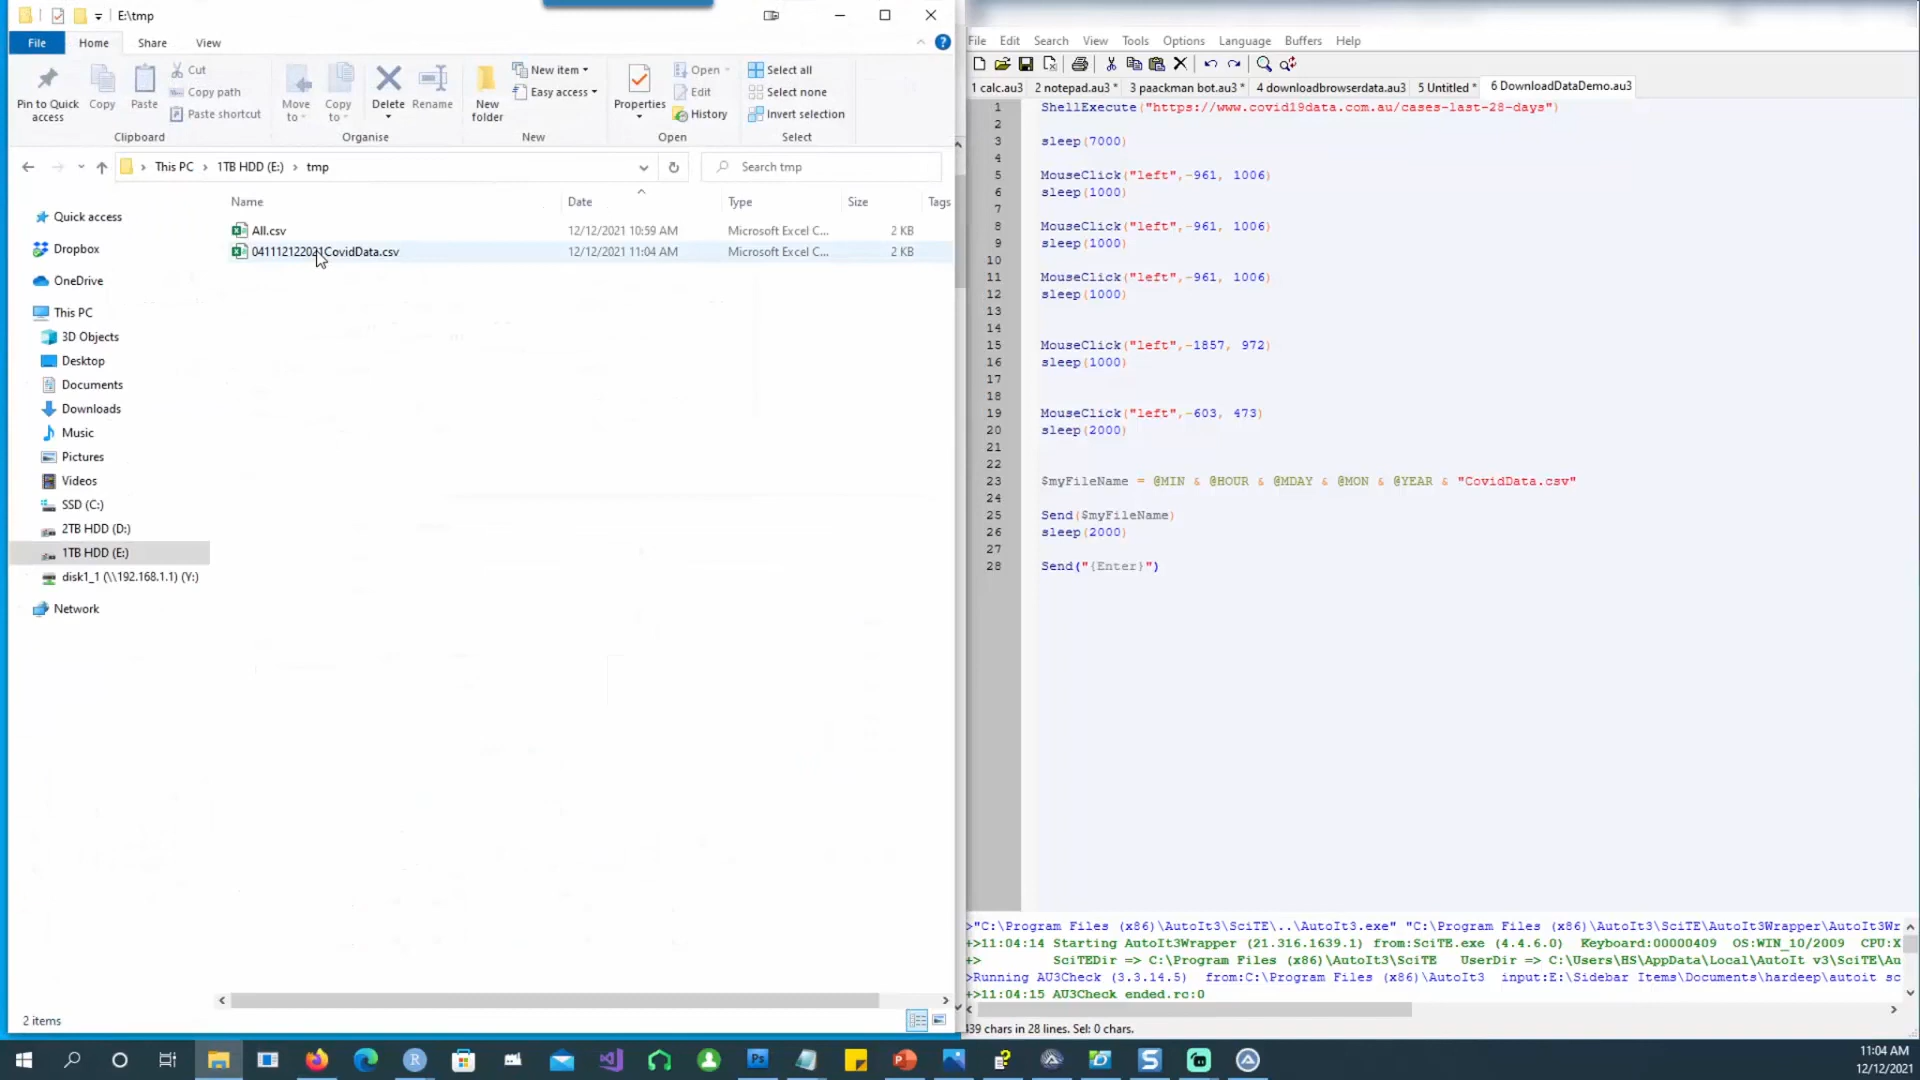 E:\tmp
File Home Share View
Pin to Quick access
Copy
Paste
Cut
Copy path
Paste shortcut
Clipboard
Move to
Copy to
Delete
Rename
Organise
New folder
New item
Easy access
New
Properties
Open
Edit
History
Open
Select all
Select none
Invert selection
Select
This PC › 1TB HDD (E:) › tmp
Search tmp
Name Date Type Size Tags
All.csv 12/12/2021 10:59 AM Microsoft Excel C... 2 KB
041112122021CovidData.csv 12/12/2021 11:04 AM Microsoft Excel C... 2 KB
Quick access
Dropbox
OneDrive
This PC
3D Objects
Desktop
Documents
Downloads
Music
Pictures
Videos
SSD (C:)
2TB HDD (D:)
1TB HDD (E:)
disk1_1 (\\192.168.1.1) (Y:)
Network
2 items
File Edit Search View Tools Options Language Buffers Help
1 calc.au3 2 notepad.au3 * 3 paackman bot.au3 * 4 downloadbrowserdata.au3 5 Untitled * 6 DownloadDataDemo.au3
1 ShellExecute("https://www.covid19data.com.au/cases-last-28-days")
2
3 sleep(7000)
4
5 MouseClick("left",-961, 1006)
6 sleep(1000)
7
8 MouseClick("left",-961, 1006)
9 sleep(1000)
10
11 MouseClick("left",-961, 1006)
12 sleep(1000)
13
14
15 MouseClick("left",-1857, 972)
16 sleep(1000)
17
18
19 MouseClick("left",-603, 473)
20 sleep(2000)
21
22
23 $myFileName = @MIN & @HOUR & @MDAY & @MON & @YEAR & "CovidData.csv"
24
25 Send($myFileName)
26 sleep(2000)
27
28 Send("{Enter}")
>"C:\Program Files (x86)\AutoIt3\SciTE\..\AutoIt3.exe" "C:\Program Files (x86)\AutoIt3\SciTE\AutoIt3Wrapper\AutoIt3Wr
+>11:04:14 Starting AutoIt3Wrapper (21.316.1639.1) from:SciTE.exe (4.4.6.0) Keyboard:00000409 OS:WIN_10/2009 CPU:X
+> SciTEDir => C:\Program Files (x86)\AutoIt3\SciTE UserDir => C:\Users\HS\AppData\Local\AutoIt v3\SciTE\Au
>Running AU3Check (3.3.14.5) from:C:\Program Files (x86)\AutoIt3 input:E:\Sidebar Items\Documents\hardeep\autoit sc
+>11:04:15 AU3Check ended.rc:0
439 chars in 28 lines. Sel: 0 chars.
11:04 AM
12/12/2021